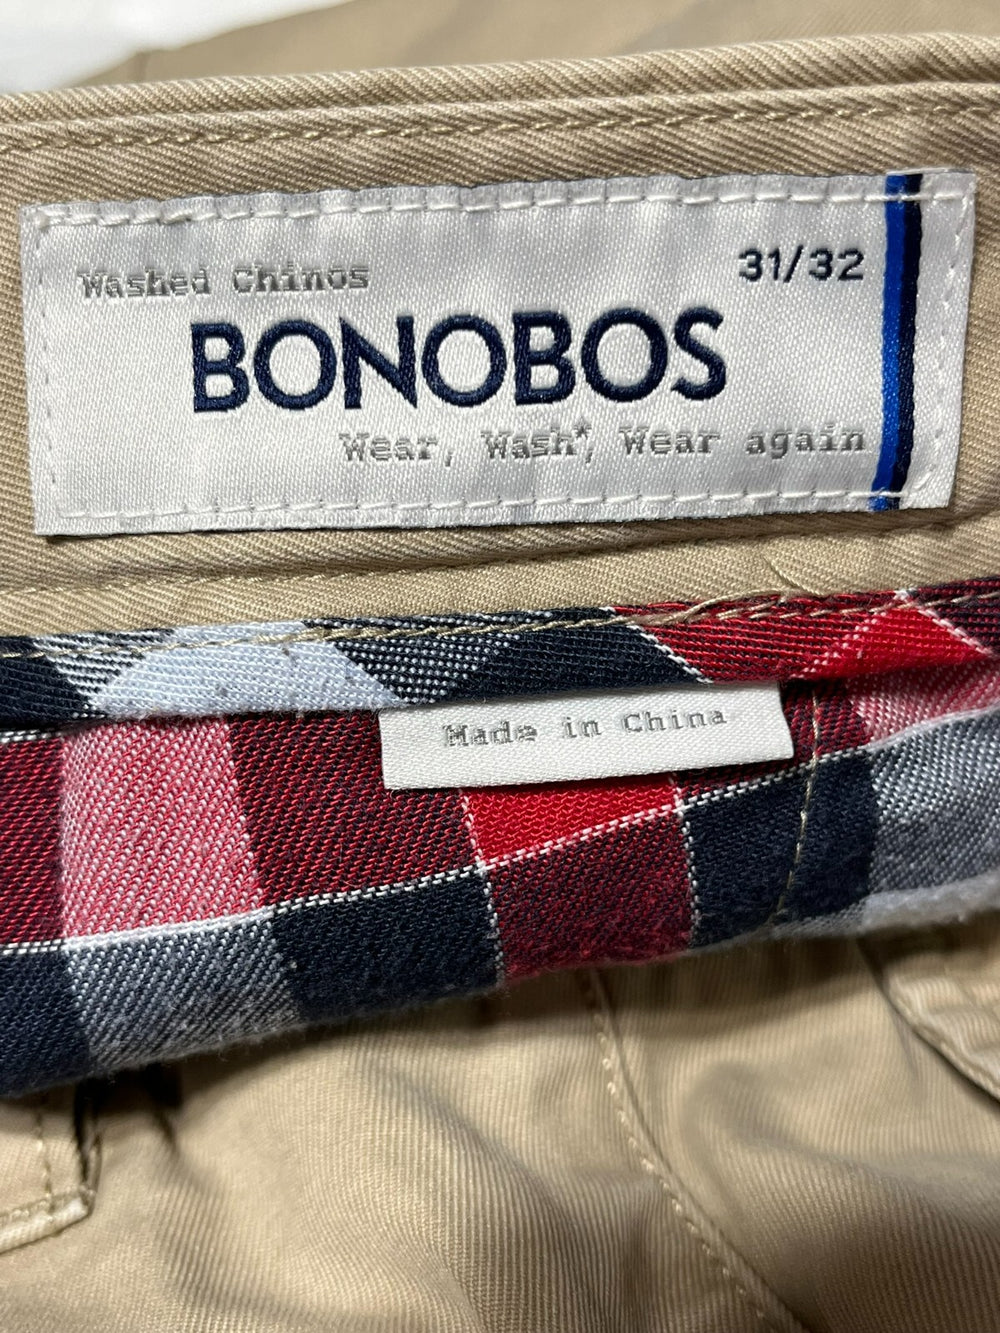 Washed Chinos
31/32
BONOBOS
Wear, Wash*, Wear again
Made in China